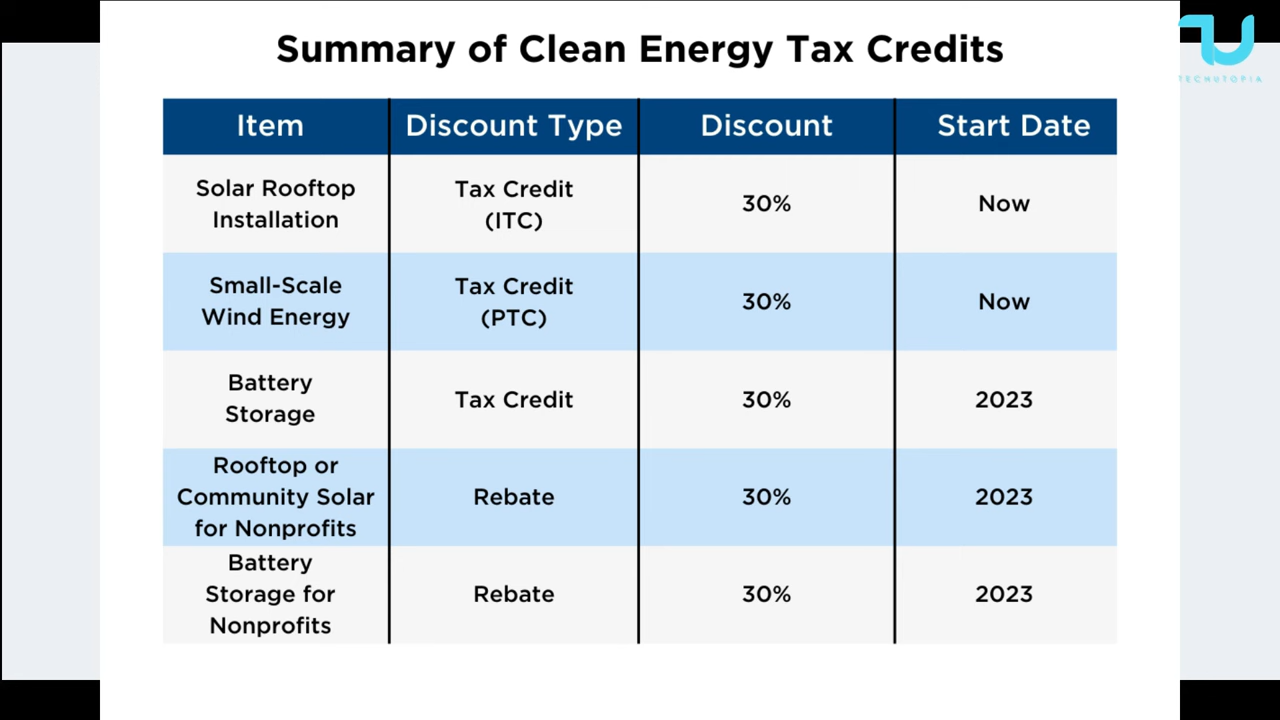 Summary of Clean Energy Tax Credits
Item
Discount Type
Discount
Start Date
Solar Rooftop
Installation
Tax Credit
(ITC)
30%
Now
Small-Scale
Wind Energy
Tax Credit
(PTC)
30%
Now
Battery
Storage
Tax Credit
30%
2023
Rooftop or
Community Solar
for Nonprofits
Rebate
30%
2023
Battery
Storage for
Nonprofits
Rebate
30%
2023
TECHUTOPIA